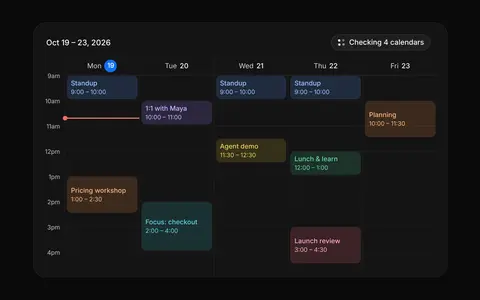 Oct 19 – 23, 2026
Checking 4 calendars
Mon 19
Tue 20
Wed 21
Thu 22
Fri 23
9am
10am
11am
12pm
1pm
2pm
3pm
4pm
Standup
9:00 – 10:00
Pricing workshop
1:00 – 2:30
1:1 with Maya
10:00 – 11:00
Focus: checkout
2:00 – 4:00
Standup
9:00 – 10:00
Agent demo
11:30 – 12:30
Standup
9:00 – 10:00
Lunch & learn
12:00 – 1:00
Launch review
3:00 – 4:30
Planning
10:00 – 11:30